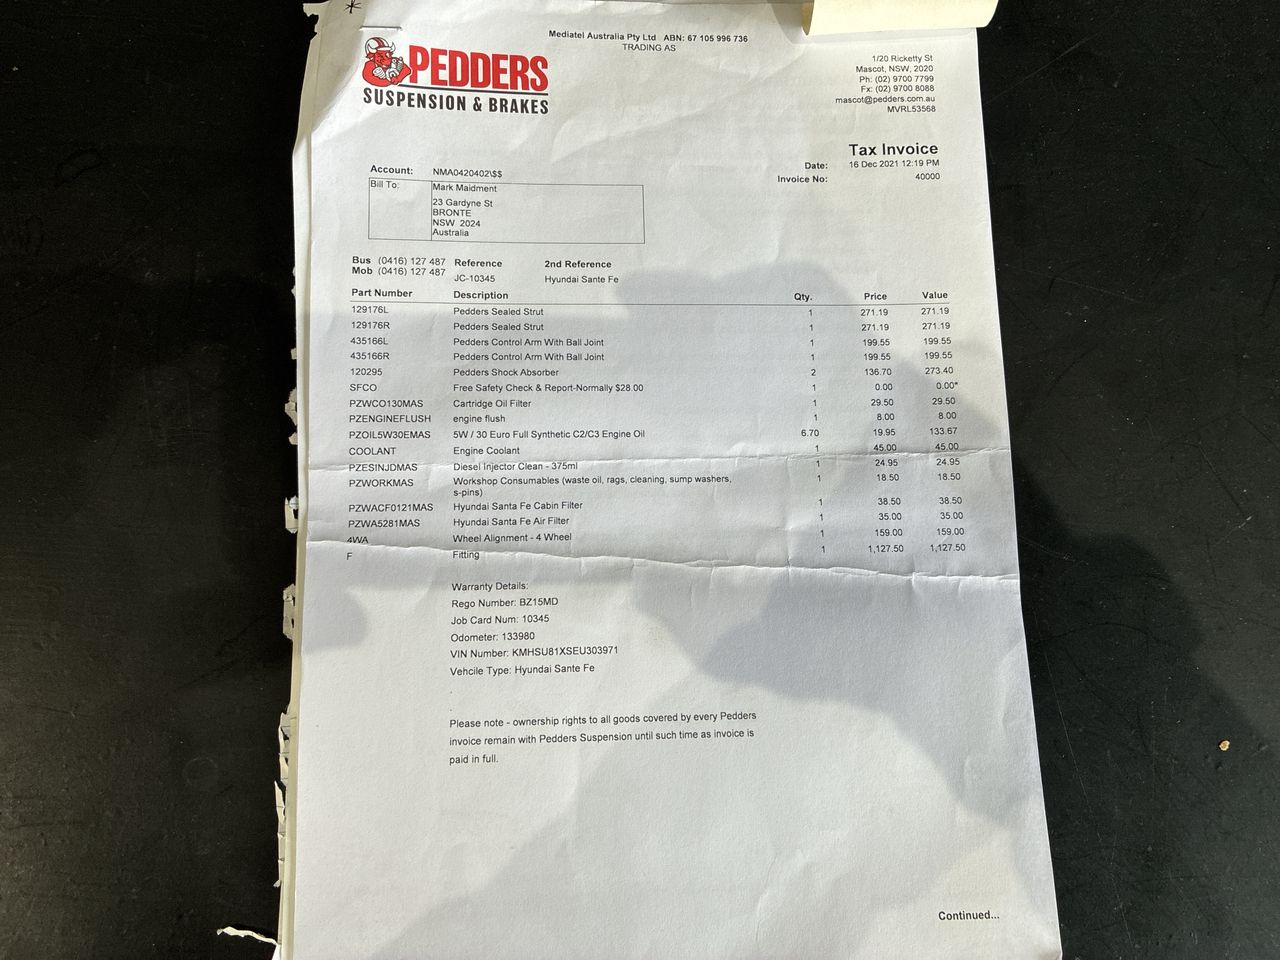 *
Mediatel Australia Pty Ltd ABN: 67 105 996 736
TRADING AS
PEDDERS
SUSPENSION & BRAKES
1/20 Ricketty St
Mascot, NSW, 2020
Ph: (02) 9700 7799
Fx: (02) 9700 8088
mascot@pedders.com.au
MVRL53568
Tax Invoice
Date: 16 Dec 2021 12:19 PM
Invoice No: 40000
Account: NMA0420402\$$
Bill To: Mark Maidment
23 Gardyne St
BRONTE
NSW 2024
Australia
Bus (0416) 127 487 Reference 2nd Reference
Mob (0416) 127 487 JC-10345 Hyundai Sante Fe
Part Number Description Qty. Price Value
129176L Pedders Sealed Strut 1 271.19 271.19
129176R Pedders Sealed Strut 1 271.19 271.19
435166L Pedders Control Arm With Ball Joint 1 199.55 199.55
435166R Pedders Control Arm With Ball Joint 1 199.55 199.55
120295 Pedders Shock Absorber 2 136.70 273.40
SFCO Free Safety Check & Report-Normally $28.00 1 0.00 0.00*
PZWCO130MAS Cartridge Oil Filter 1 29.50 29.50
PZENGINEFLUSH engine flush 1 8.00 8.00
PZOIL5W30EMAS 5W / 30 Euro Full Synthetic C2/C3 Engine Oil 6.70 19.95 133.67
COOLANT Engine Coolant 1 45.00 45.00
PZESINJDMAS Diesel Injector Clean - 375ml 1 24.95 24.95
PZWORKMAS Workshop Consumables (waste oil, rags, cleaning, sump washers, 1 18.50 18.50
s-pins)
PZWACF0121MAS Hyundai Santa Fe Cabin Filter 1 38.50 38.50
PZWA5281MAS Hyundai Santa Fe Air Filter 1 35.00 35.00
4WA Wheel Alignment - 4 Wheel 1 159.00 159.00
F Fitting 1 1,127.50 1,127.50
Warranty Details:
Rego Number: BZ15MD
Job Card Num: 10345
Odometer: 133980
VIN Number: KMHSU81XSEU303971
Vehcile Type: Hyundai Sante Fe
.
Please note - ownership rights to all goods covered by every Pedders
invoice remain with Pedders Suspension until such time as invoice is
paid in full.
Continued...